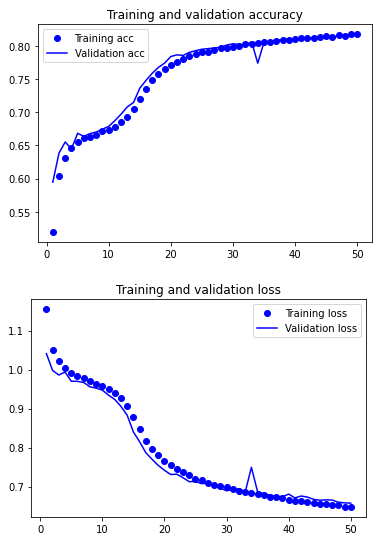 Training and validation accuracy
Training acc
Validation acc
0.80
0.75
0.70
0.65
0.60
0.55
0 10 20 30 40 50
Training and validation loss
Training loss
Validation loss
1.1
1.0
0.9
0.8
0.7
0 10 20 30 40 50